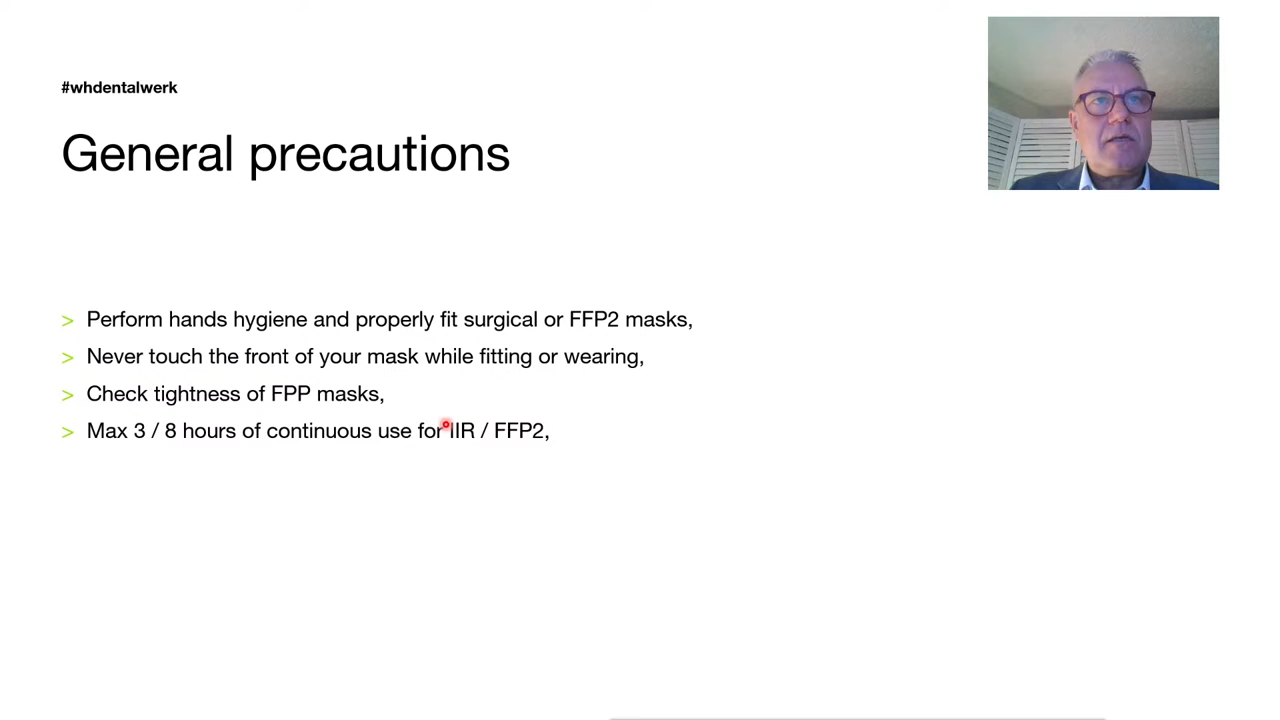 #whdentalwerk
General precautions
> Perform hands hygiene and properly fit surgical or FFP2 masks,
> Never touch the front of your mask while fitting or wearing,
> Check tightness of FPP masks,
> Max 3 / 8 hours of continuous use for IIR / FFP2,